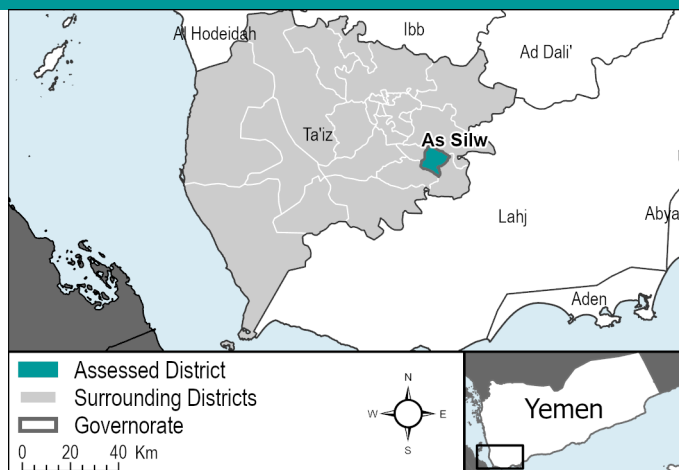 Al Hodeidah
Ibb
Ad Dali'
Ta'iz
As Silw
Lahj
Abya
Aden
Assessed District
Surrounding Districts
Governorate
0 20 40 Km
N
W E
S
Yemen